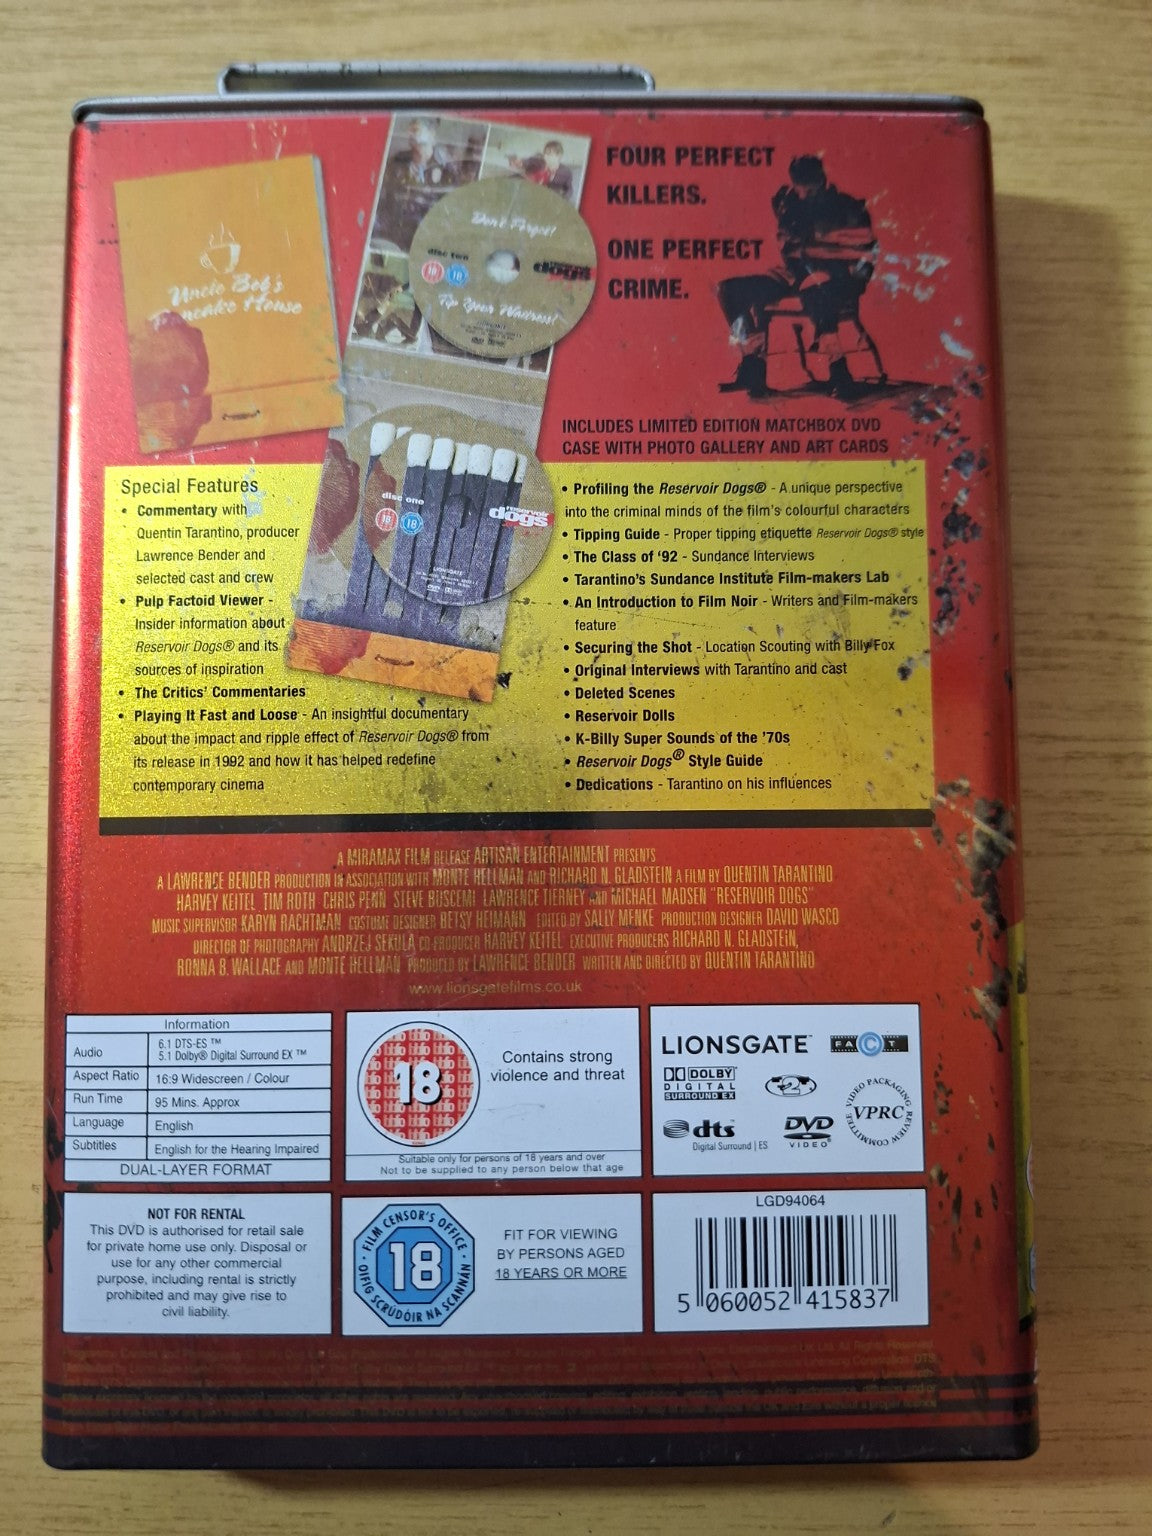 FOUR PERFECT
KILLERS.
ONE PERFECT
CRIME.
Uncle Bob's
Pancake House
Don't Forget!
disc two
18 18
reservoir
dogs
Tip Your Waitress!
INCLUDES LIMITED EDITION MATCHBOX DVD
CASE WITH PHOTO GALLERY AND ART CARDS
disc one
18 18
reservoir
dogs
LIONSGATE
Special Features
• Commentary with
Quentin Tarantino, producer
Lawrence Bender and
selected cast and crew
• Pulp Factoid Viewer -
Insider information about
Reservoir Dogs® and its
sources of inspiration
• The Critics' Commentaries
• Playing It Fast and Loose - An insightful documentary
about the impact and ripple effect of Reservoir Dogs® from
its release in 1992 and how it has helped redefine
contemporary cinema
• Profiling the Reservoir Dogs® - A unique perspective
into the criminal minds of the film's colourful characters
• Tipping Guide - Proper tipping etiquette Reservoir Dogs® style
• The Class of '92 - Sundance Interviews
• Tarantino's Sundance Institute Film-makers Lab
• An Introduction to Film Noir - Writers and Film-makers
feature
• Securing the Shot - Location Scouting with Billy Fox
• Original Interviews with Tarantino and cast
• Deleted Scenes
• Reservoir Dolls
• K-Billy Super Sounds of the '70s
• Reservoir Dogs® Style Guide
• Dedications - Tarantino on his influences
A MIRAMAX FILM RELEASE ARTISAN ENTERTAINMENT PRESENTS
A LAWRENCE BENDER PRODUCTION IN ASSOCIATION WITH MONTE HELLMAN AND RICHARD N. GLADSTEIN A FILM BY QUENTIN TARANTINO
HARVEY KEITEL TIM ROTH CHRIS PENN STEVE BUSCEMI LAWRENCE TIERNEY AND MICHAEL MADSEN "RESERVOIR DOGS"
MUSIC SUPERVISOR KARYN RACHTMAN COSTUME DESIGNER BETSY HEIMANN EDITED BY SALLY MENKE PRODUCTION DESIGNER DAVID WASCO
DIRECTOR OF PHOTOGRAPHY ANDRZEJ SEKULA CO-PRODUCER HARVEY KEITEL EXECUTIVE PRODUCERS RICHARD N. GLADSTEIN,
RONNA B. WALLACE AND MONTE HELLMAN PRODUCED BY LAWRENCE BENDER WRITTEN AND DIRECTED BY QUENTIN TARANTINO
www.lionsgatefilms.co.uk
Information
Audio 6.1 DTS-ES ™
5.1 Dolby® Digital Surround EX ™
Aspect Ratio 16:9 Widescreen / Colour
Run Time 95 Mins. Approx
Language English
Subtitles English for the Hearing Impaired
DUAL-LAYER FORMAT
18
Contains strong
violence and threat
Suitable only for persons of 18 years and over
Not to be supplied to any person below that age
LIONSGATE™ FACT
DOLBY
DIGITAL
SURROUND EX
2
VIDEO PACKAGING REVIEW COMMITTEE
VPRC
dts
Digital Surround | ES
DVD
VIDEO
NOT FOR RENTAL
This DVD is authorised for retail sale
for private home use only. Disposal or
use for any other commercial
purpose, including rental is strictly
prohibited and may give rise to
civil liability.
FILM CENSOR'S OFFICE
18
OIFIG SCRÚDÓIR NA SCANNÁN
FIT FOR VIEWING
BY PERSONS AGED
18 YEARS OR MORE
LGD94064
5 060052 415837